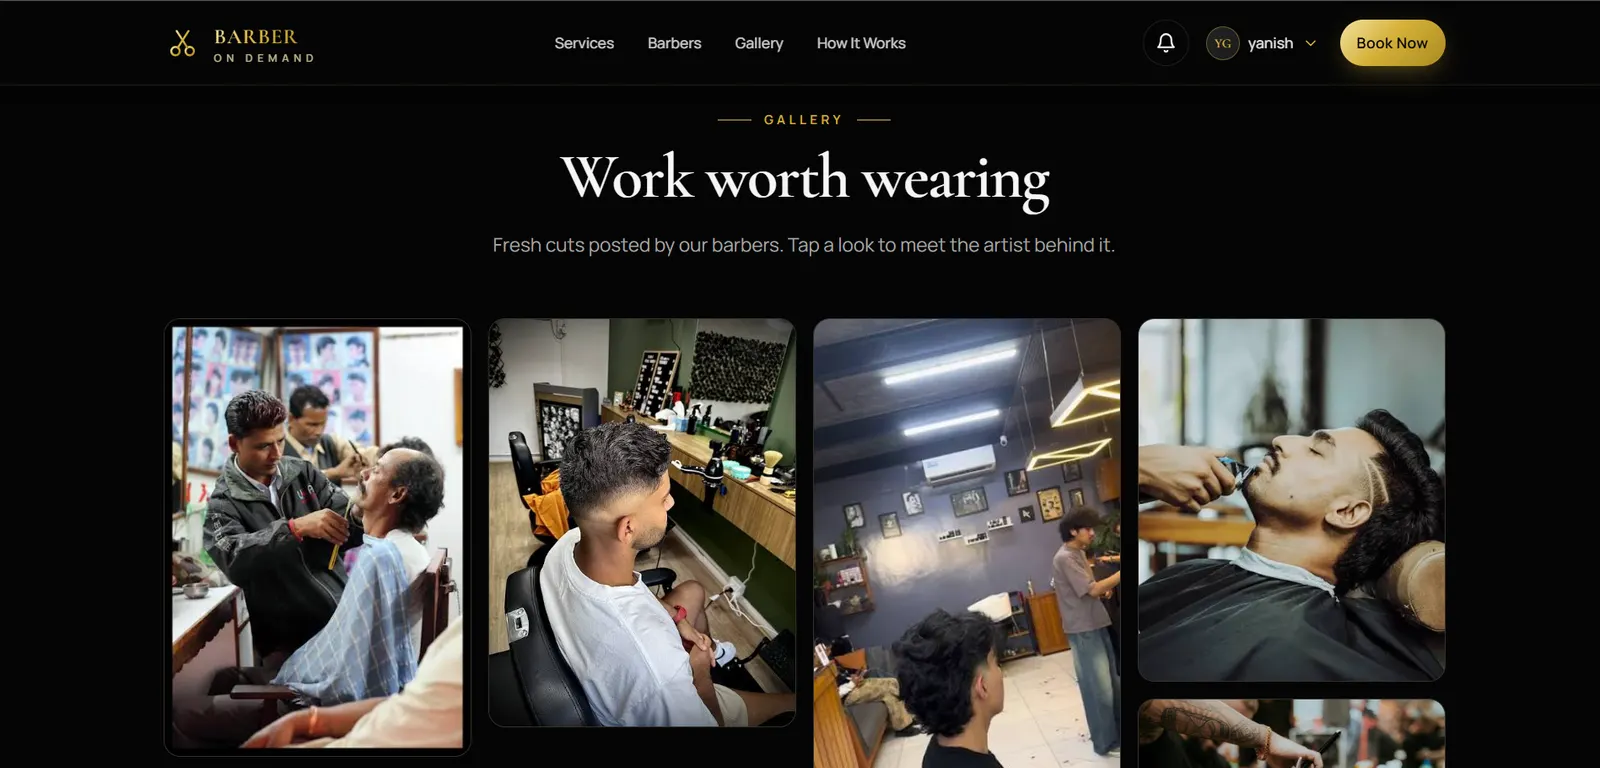 BARBER
ON DEMAND
Services
Barbers
Gallery
How It Works
YG
yanish
Book Now
GALLERY
Work worth wearing
Fresh cuts posted by our barbers. Tap a look to meet the artist behind it.